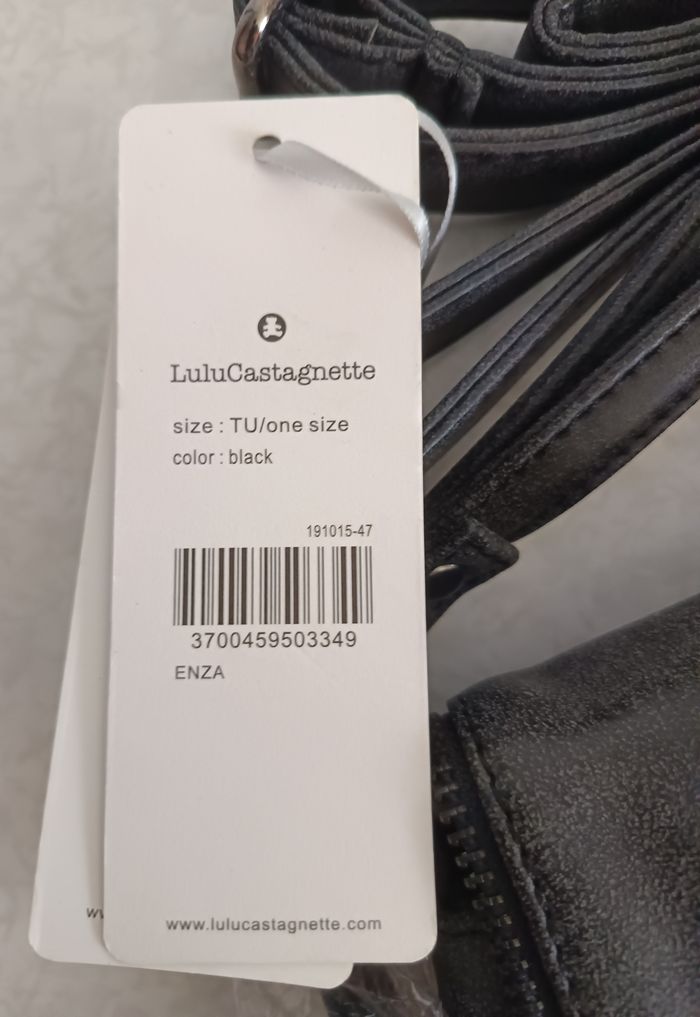 LuluCastagnette
size : TU/one size
color : black
191015-47
3700459503349
ENZA
www.lulucastagnette.com